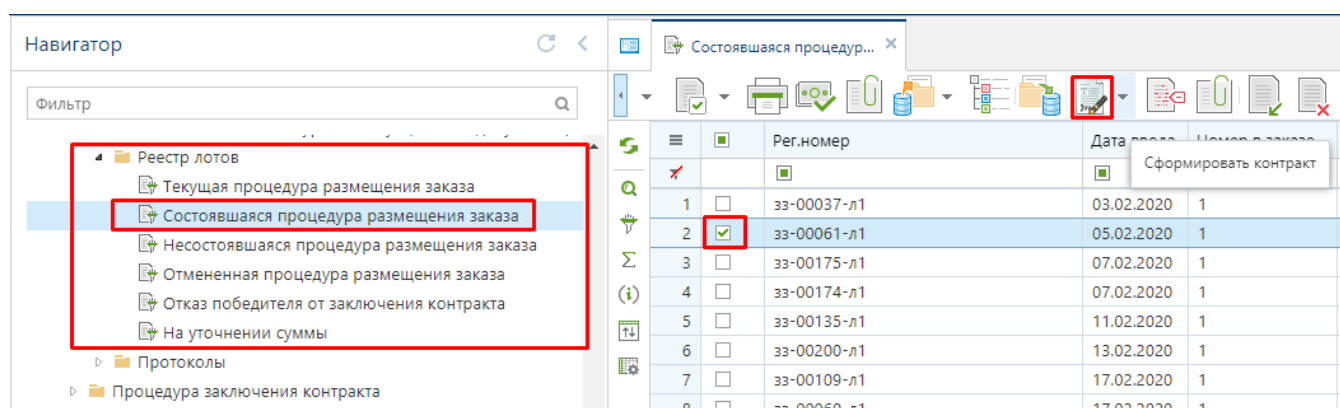 Навигатор
Фильтр
Реестр лотов
Текущая процедура размещения заказа
Состоявшаяся процедура размещения заказа
Несостоявшаяся процедура размещения заказа
Отмененная процедура размещения заказа
Отказ победителя от заключения контракта
На уточнении суммы
Протоколы
Процедура заключения контракта
Состоявшаяся процедур...
Рег.номер Дата ввода Номер в заказе
Сформировать контракт
1 зз-00037-л1 03.02.2020 1
2 зз-00061-л1 05.02.2020 1
3 зз-00175-л1 07.02.2020 1
4 зз-00174-л1 07.02.2020 1
5 зз-00135-л1 11.02.2020 1
6 зз-00200-л1 13.02.2020 1
7 зз-00109-л1 17.02.2020 1